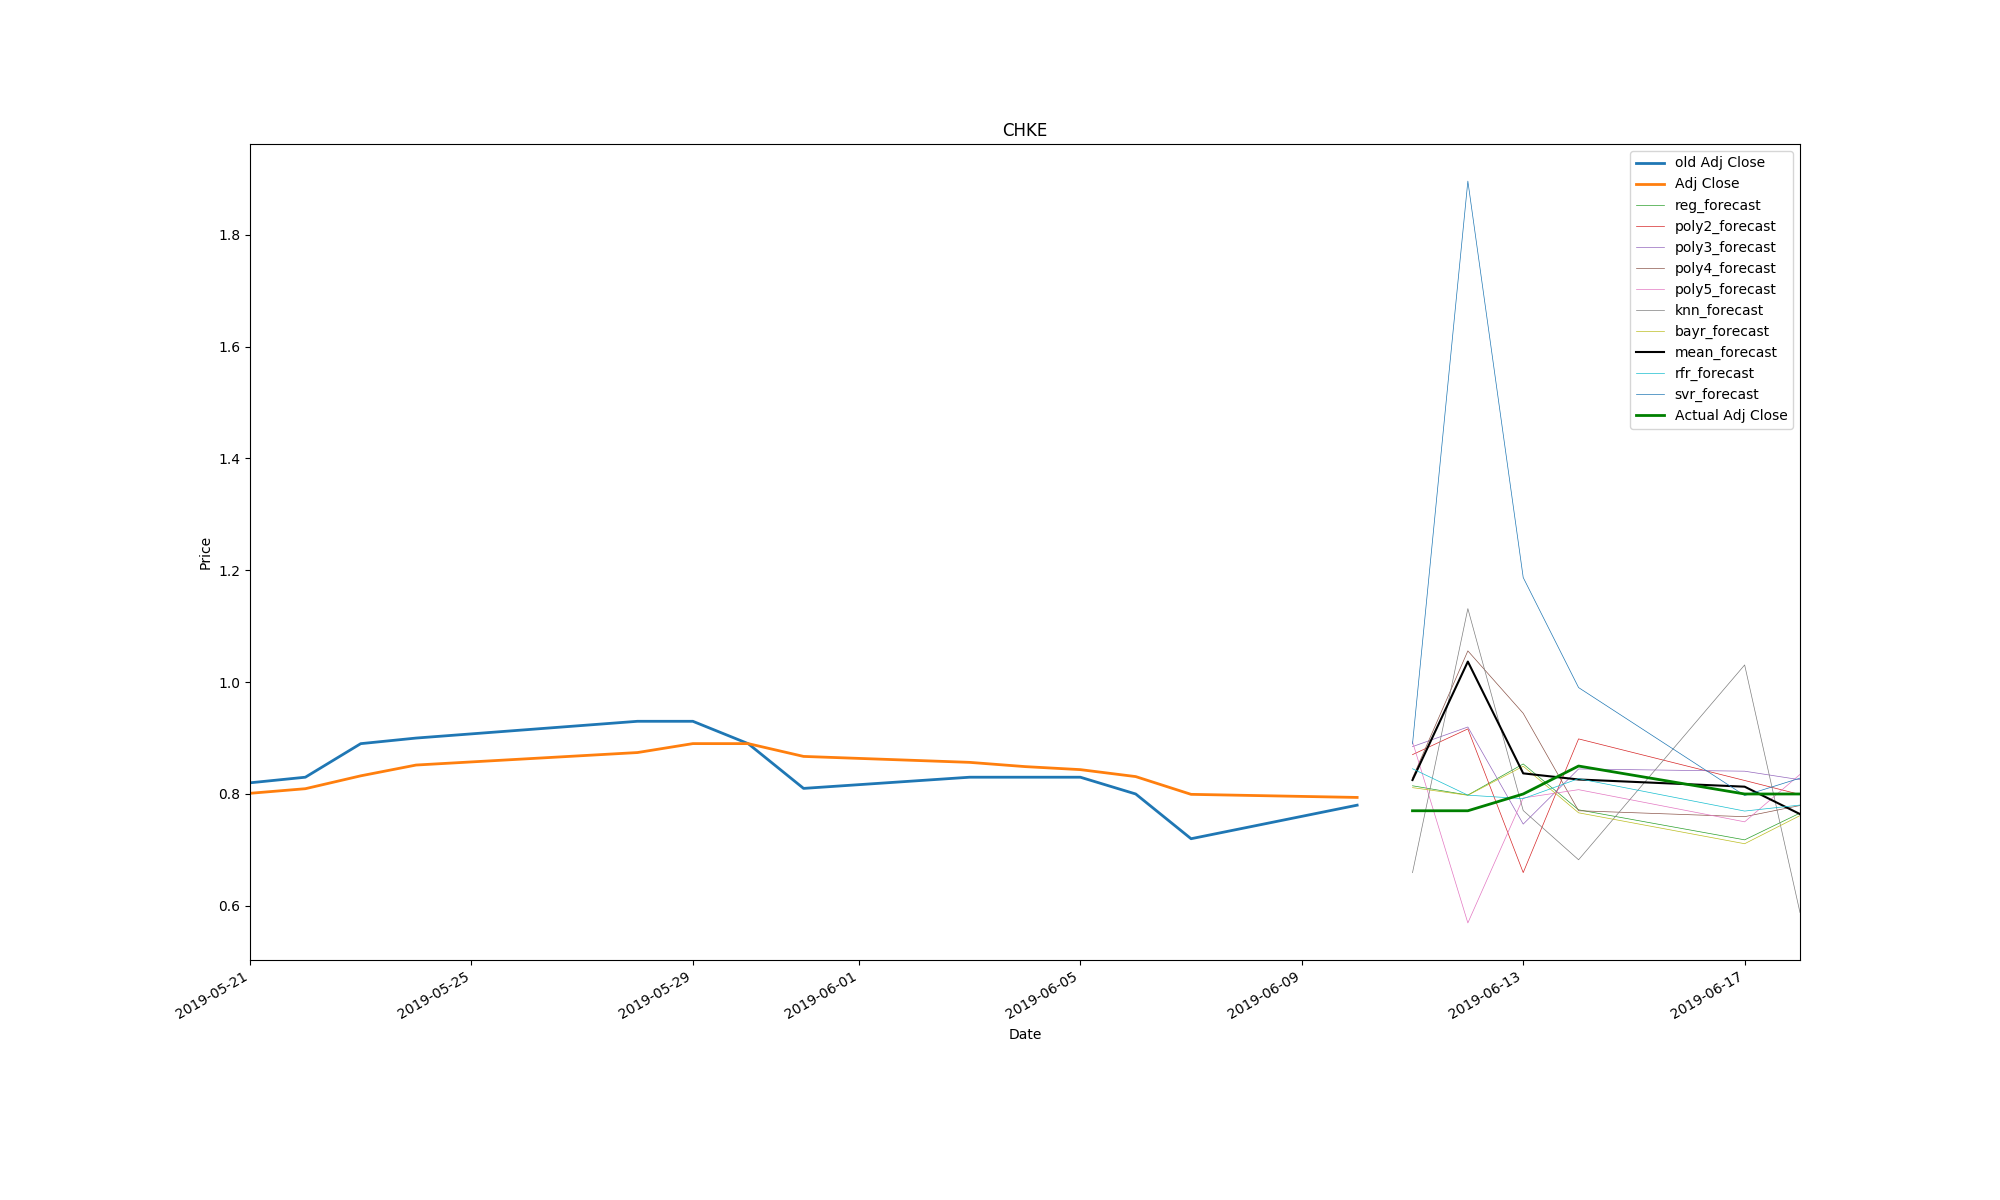 CHKE
old Adj Close
Adj Close
reg_forecast
poly2_forecast
poly3_forecast
poly4_forecast
poly5_forecast
knn_forecast
bayr_forecast
mean_forecast
rfr_forecast
svr_forecast
Actual Adj Close
1.8
1.6
1.4
1.2
1.0
0.8
0.6
Price
2019-05-21
2019-05-25
2019-05-29
2019-06-01
2019-06-05
2019-06-09
2019-06-13
2019-06-17
Date